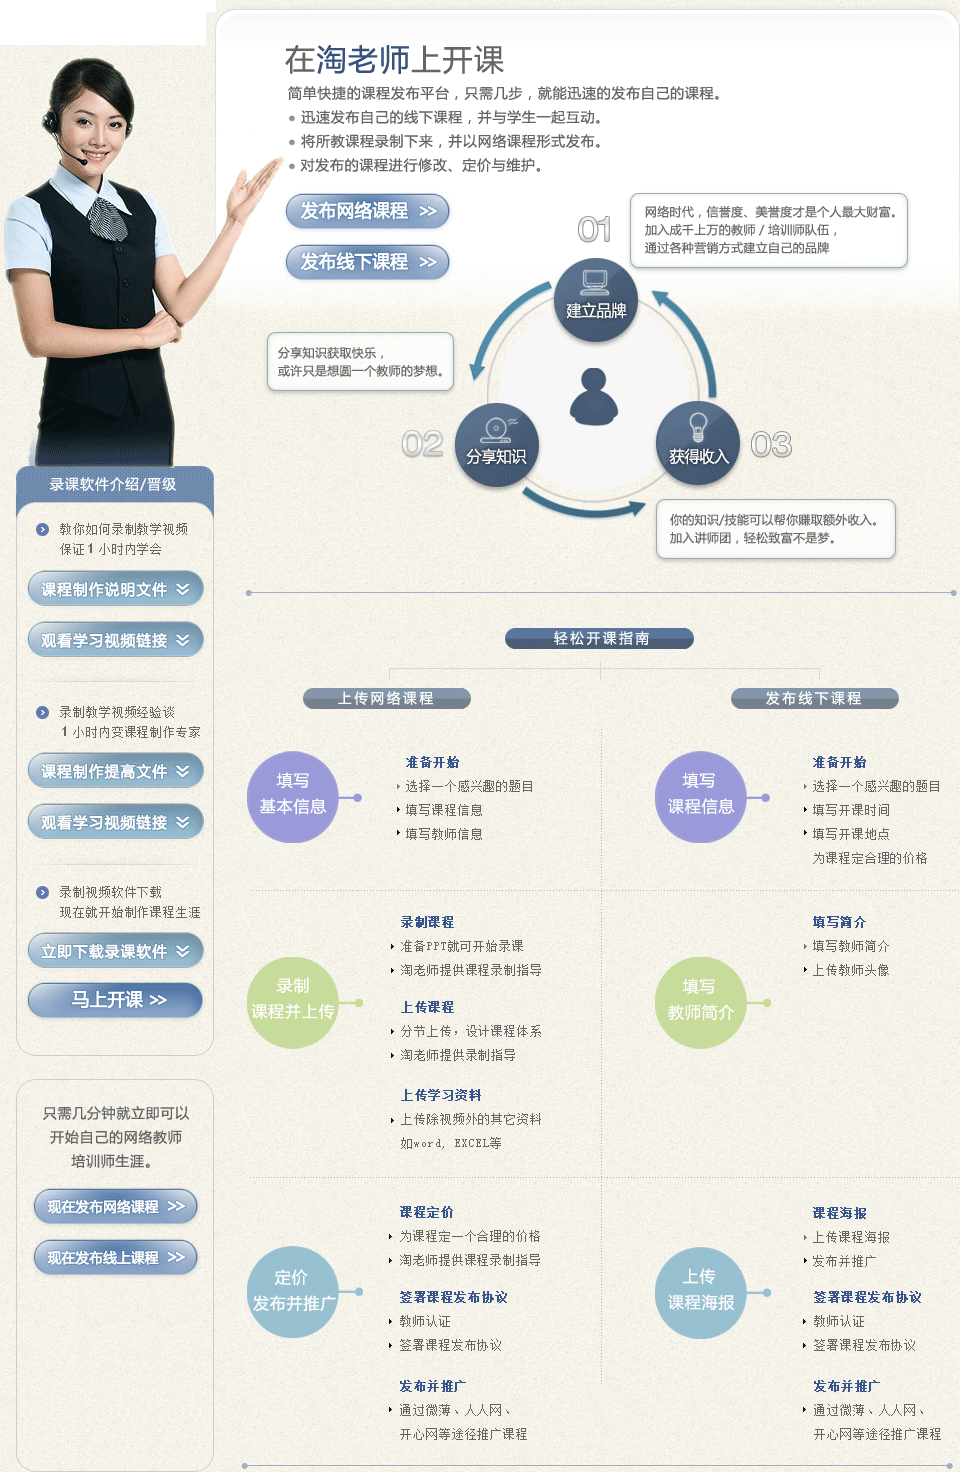 在淘老师上开课
简单快捷的课程发布平台，只需几步，就能迅速的发布自己的课程。
● 迅速发布自己的线下课程，并与学生一起互动。
● 将所教课程录制下来，并以网络课程形式发布。
● 对发布的课程进行修改、定价与维护。
发布网络课程 >>
发布线下课程 >>
01
网络时代，信誉度、美誉度才是个人最大财富。
加入成千上万的教师 / 培训师队伍，
通过各种营销方式建立自己的品牌
建立品牌
分享知识获取快乐，
或许只是想圆一个教师的梦想。
02
分享知识
获得收入
03
你的知识/技能可以帮你赚取额外收入。
加入讲师团，轻松致富不是梦。
录课软件介绍/晋级
教你如何录制教学视频
保证 1 小时内学会
课程制作说明文件
观看学习视频链接
录制教学视频经验谈
1 小时内变课程制作专家
课程制作提高文件
观看学习视频链接
录制视频软件下载
现在就开始制作课程生涯
立即下载录课软件
马上开课 >>
只需几分钟就立即可以
开始自己的网络教师
培训师生涯。
现在发布网络课程 >>
现在发布线上课程 >>
轻松开课指南
上传网络课程
填写
基本信息
准备开始
选择一个感兴趣的题目
填写课程信息
填写教师信息
录制
课程并上传
录制课程
准备PPT就可开始录课
淘老师提供课程录制指导
上传课程
分节上传，设计课程体系
淘老师提供录制指导
上传学习资料
上传除视频外的其它资料
如word, EXCEL等
定价
发布并推广
课程定价
为课程定一个合理的价格
淘老师提供课程录制指导
签署课程发布协议
教师认证
签署课程发布协议
发布并推广
通过微薄、人人网、
开心网等途径推广课程
发布线下课程
填写
课程信息
准备开始
选择一个感兴趣的题目
填写开课时间
填写开课地点
为课程定合理的价格
填写
教师简介
填写简介
填写教师简介
上传教师头像
上传
课程海报
课程海报
上传课程海报
发布并推广
签署课程发布协议
教师认证
签署课程发布协议
发布并推广
通过微薄、人人网、
开心网等途径推广课程